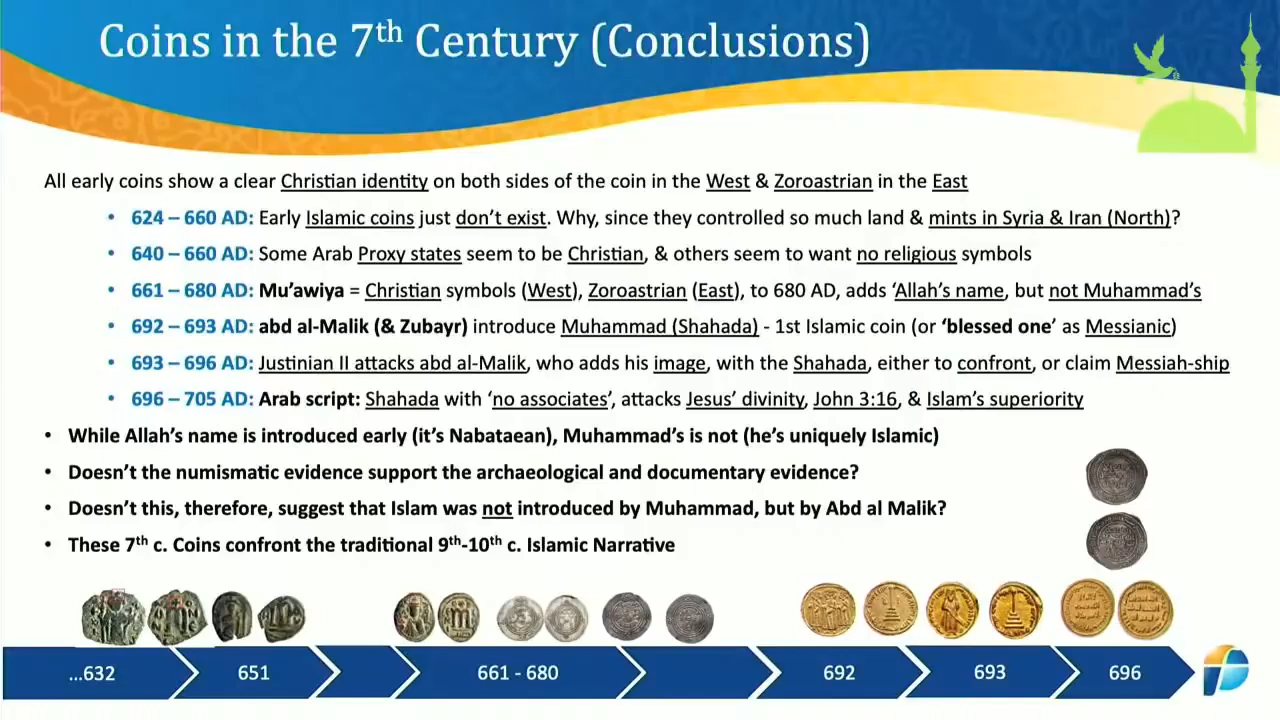 Coins in the 7th Century (Conclusions)
All early coins show a clear Christian identity on both sides of the coin in the West & Zoroastrian in the East
• 624 – 660 AD: Early Islamic coins just don't exist. Why, since they controlled so much land & mints in Syria & Iran (North)?
• 640 – 660 AD: Some Arab Proxy states seem to be Christian, & others seem to want no religious symbols
• 661 – 680 AD: Mu'awiya = Christian symbols (West), Zoroastrian (East), to 680 AD, adds 'Allah's name, but not Muhammad's
• 692 – 693 AD: abd al-Malik (& Zubayr) introduce Muhammad (Shahada) - 1st Islamic coin (or 'blessed one' as Messianic)
• 693 – 696 AD: Justinian II attacks abd al-Malik, who adds his image, with the Shahada, either to confront, or claim Messiah-ship
• 696 – 705 AD: Arab script: Shahada with 'no associates', attacks Jesus' divinity, John 3:16, & Islam's superiority
• While Allah's name is introduced early (it's Nabataean), Muhammad's is not (he's uniquely Islamic)
• Doesn't the numismatic evidence support the archaeological and documentary evidence?
• Doesn't this, therefore, suggest that Islam was not introduced by Muhammad, but by Abd al Malik?
• These 7th c. Coins confront the traditional 9th-10th c. Islamic Narrative
...632
651
661 - 680
692
693
696